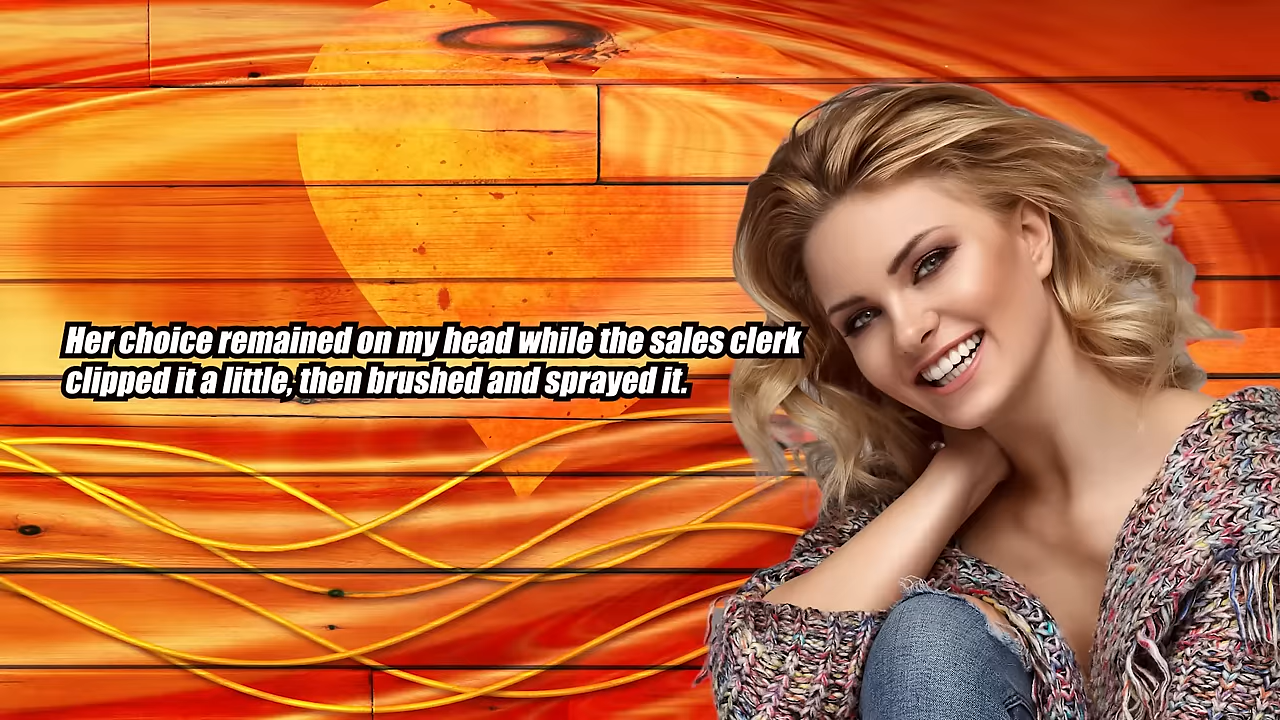 Her choice remained on my head while the sales clerk
clipped it a little, then brushed and sprayed it.